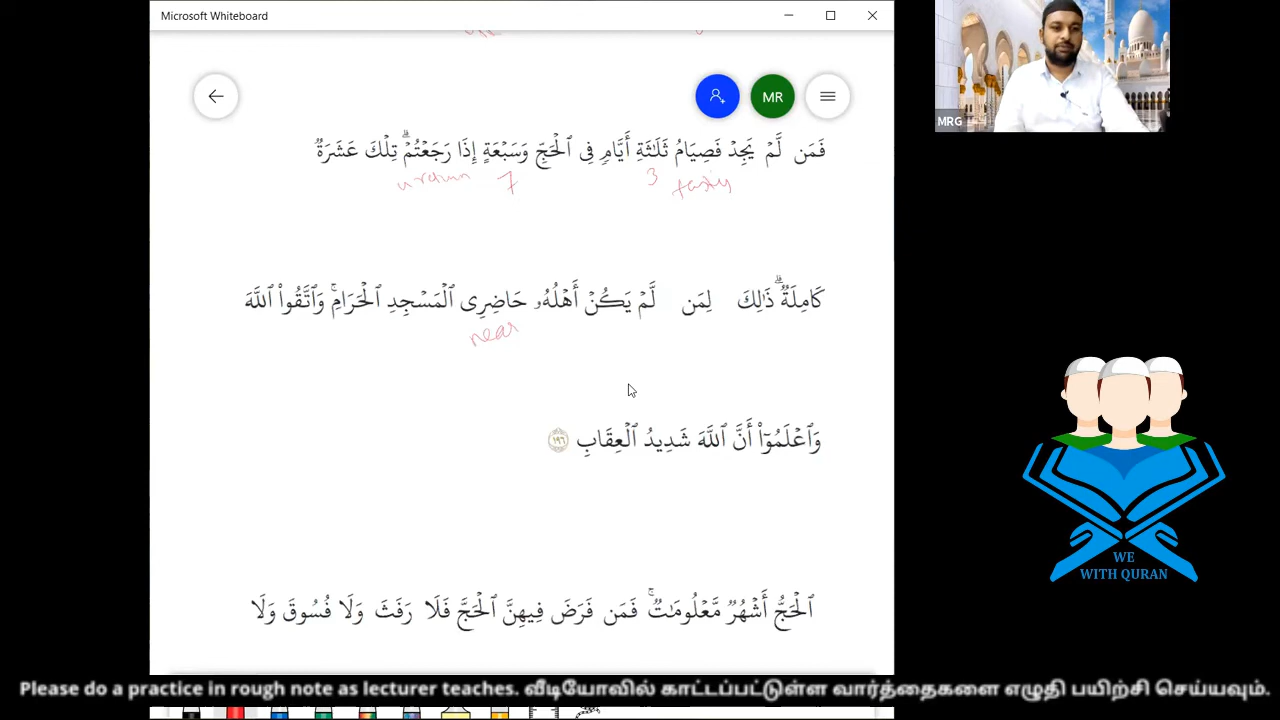 Microsoft Whiteboard
MR
MRG
فَمَن لَّمْ يَجِدْ فَصِيَامُ ثَلَـٰثَةِ أَيَّامٍ فِى ٱلْحَجِّ وَسَبْعَةٍ إِذَا رَجَعْتُمْ ۗ تِلْكَ عَشَرَةٌ
return 7 3
كَامِلَةٌ ۗ ذَٰلِكَ لِمَن لَّمْ يَكُنْ أَهْلُهُۥ حَاضِرِى ٱلْمَسْجِدِ ٱلْحَرَامِ ۚ وَٱتَّقُوا۟ ٱللَّهَ
near
وَٱعْلَمُوٓا۟ أَنَّ ٱللَّهَ شَدِيدُ ٱلْعِقَابِ ١٩٦
ٱلْحَجُّ أَشْهُرٌ مَّعْلُومَـٰتٌ ۚ فَمَن فَرَضَ فِيهِنَّ ٱلْحَجَّ فَلَا رَفَثَ وَلَا فُسُوقَ وَلَا
WE
WITH QURAN
Please do a practice in rough note as lecturer teaches. வீடியோவில் காட்டப்பட்டுள்ள வார்த்தைகளை எழுதி பயிற்சி செய்யவும்.